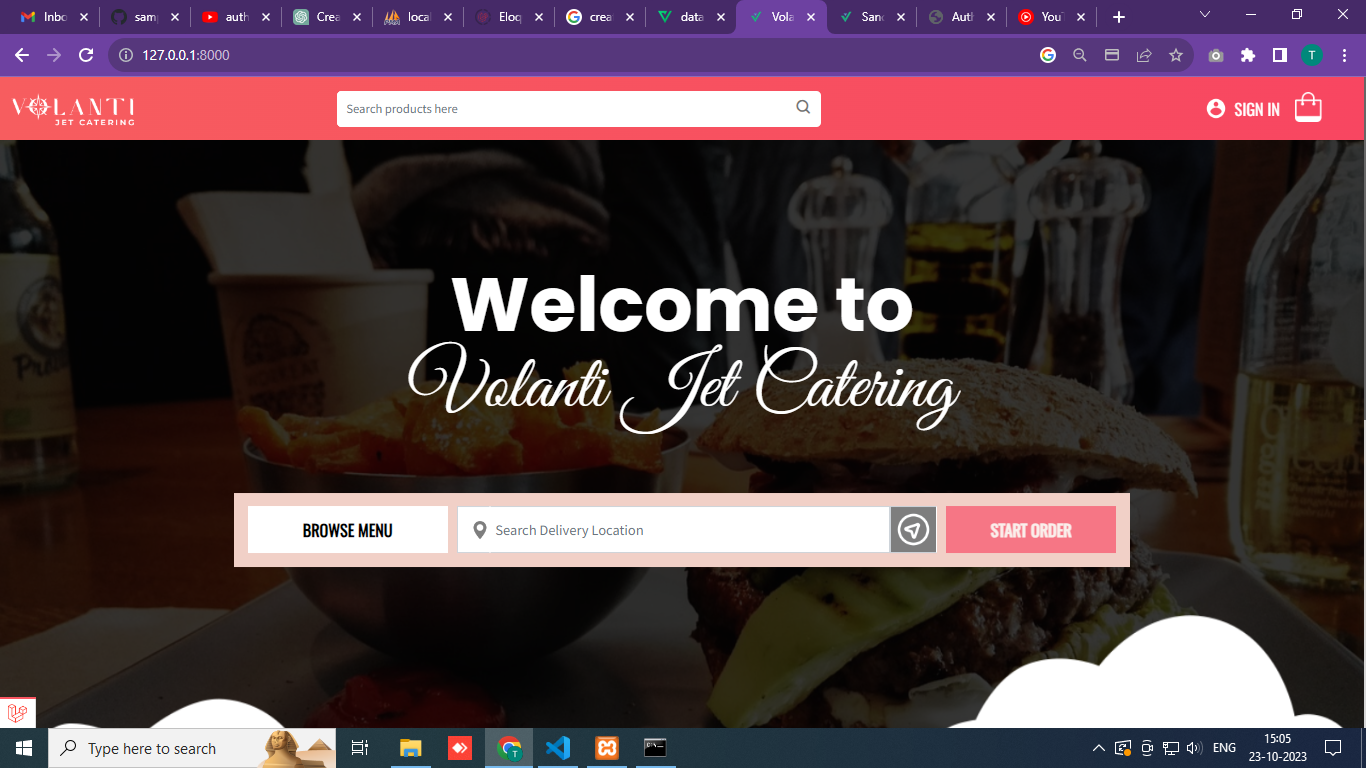 Inbo
samp
auth
Crea
local
Eloq
crea
data
Vola
Sand
Auth
YouT
127.0.0.1:8000
T
VOLANTI
JET CATERING
Search products here
SIGN IN
Welcome to
Volanti Jet Catering
BROWSE MENU
Search Delivery Location
START ORDER
Type here to search
T
ENG
15:05
23-10-2023